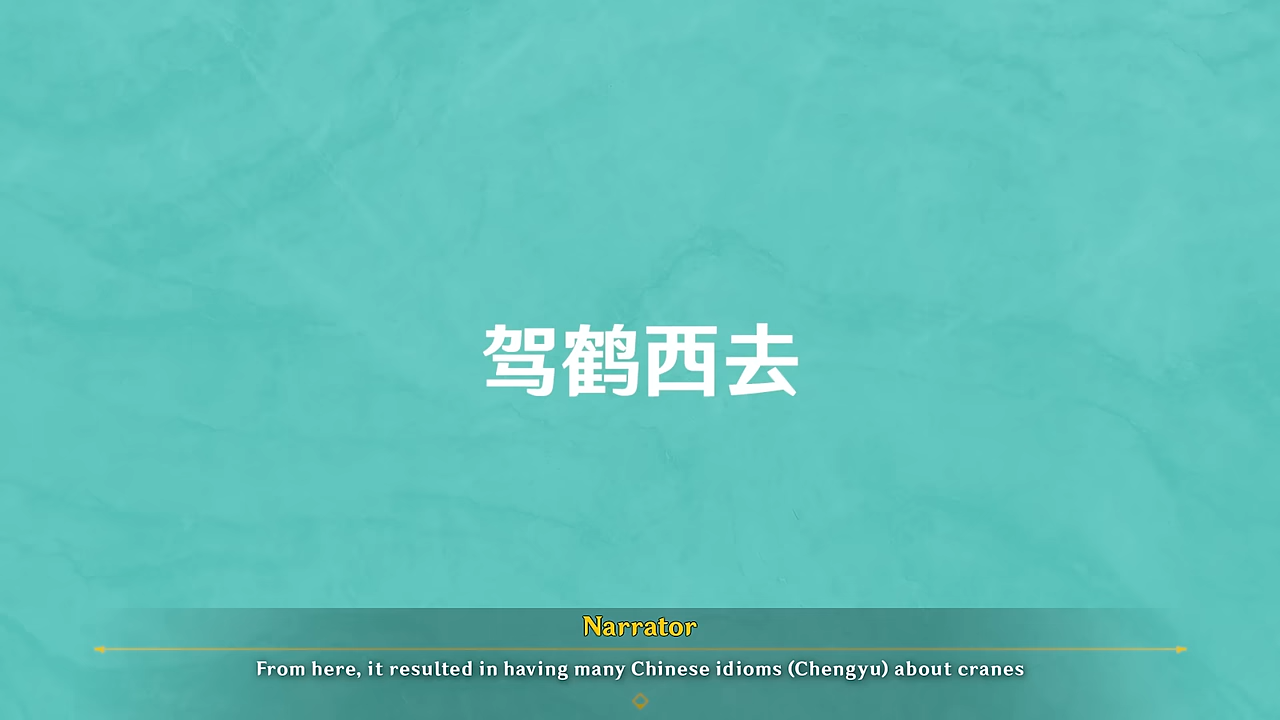 驾鹤西去
Narrator
From here, it resulted in having many Chinese idioms (Chengyu) about cranes